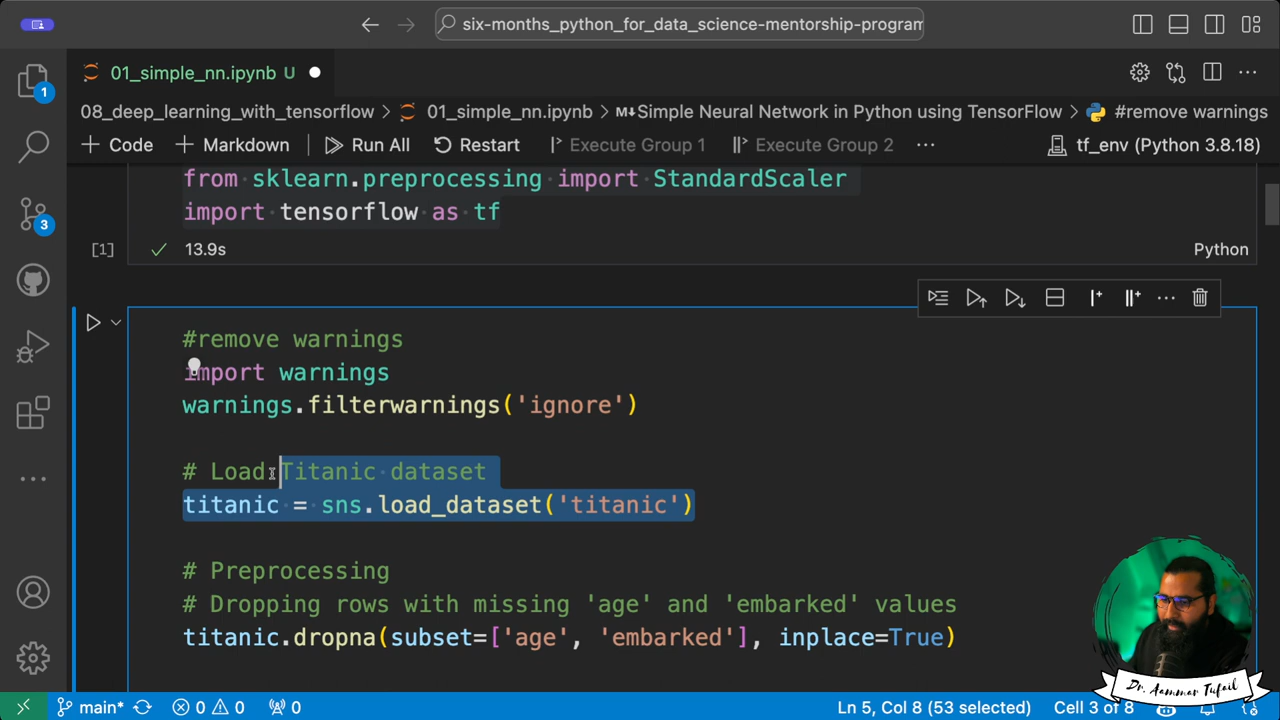 six-months_python_for_data_science-mentorship-program
01_simple_nn.ipynb U
08_deep_learning_with_tensorflow > 01_simple_nn.ipynb > M↓Simple Neural Network in Python using TensorFlow > #remove warnings
+ Code + Markdown Run All Restart Execute Group 1 Execute Group 2 ... tf_env (Python 3.8.18)
from sklearn.preprocessing import StandardScaler
import tensorflow as tf
[1] 13.9s Python
#remove warnings
import warnings
warnings.filterwarnings('ignore')
# Load Titanic dataset
titanic = sns.load_dataset('titanic')
# Preprocessing
# Dropping rows with missing 'age' and 'embarked' values
titanic.dropna(subset=['age', 'embarked'], inplace=True)
1
3
Dr. Aammar Tufail
main* 0 0 0 Ln 5, Col 8 (53 selected) Cell 3 of 8